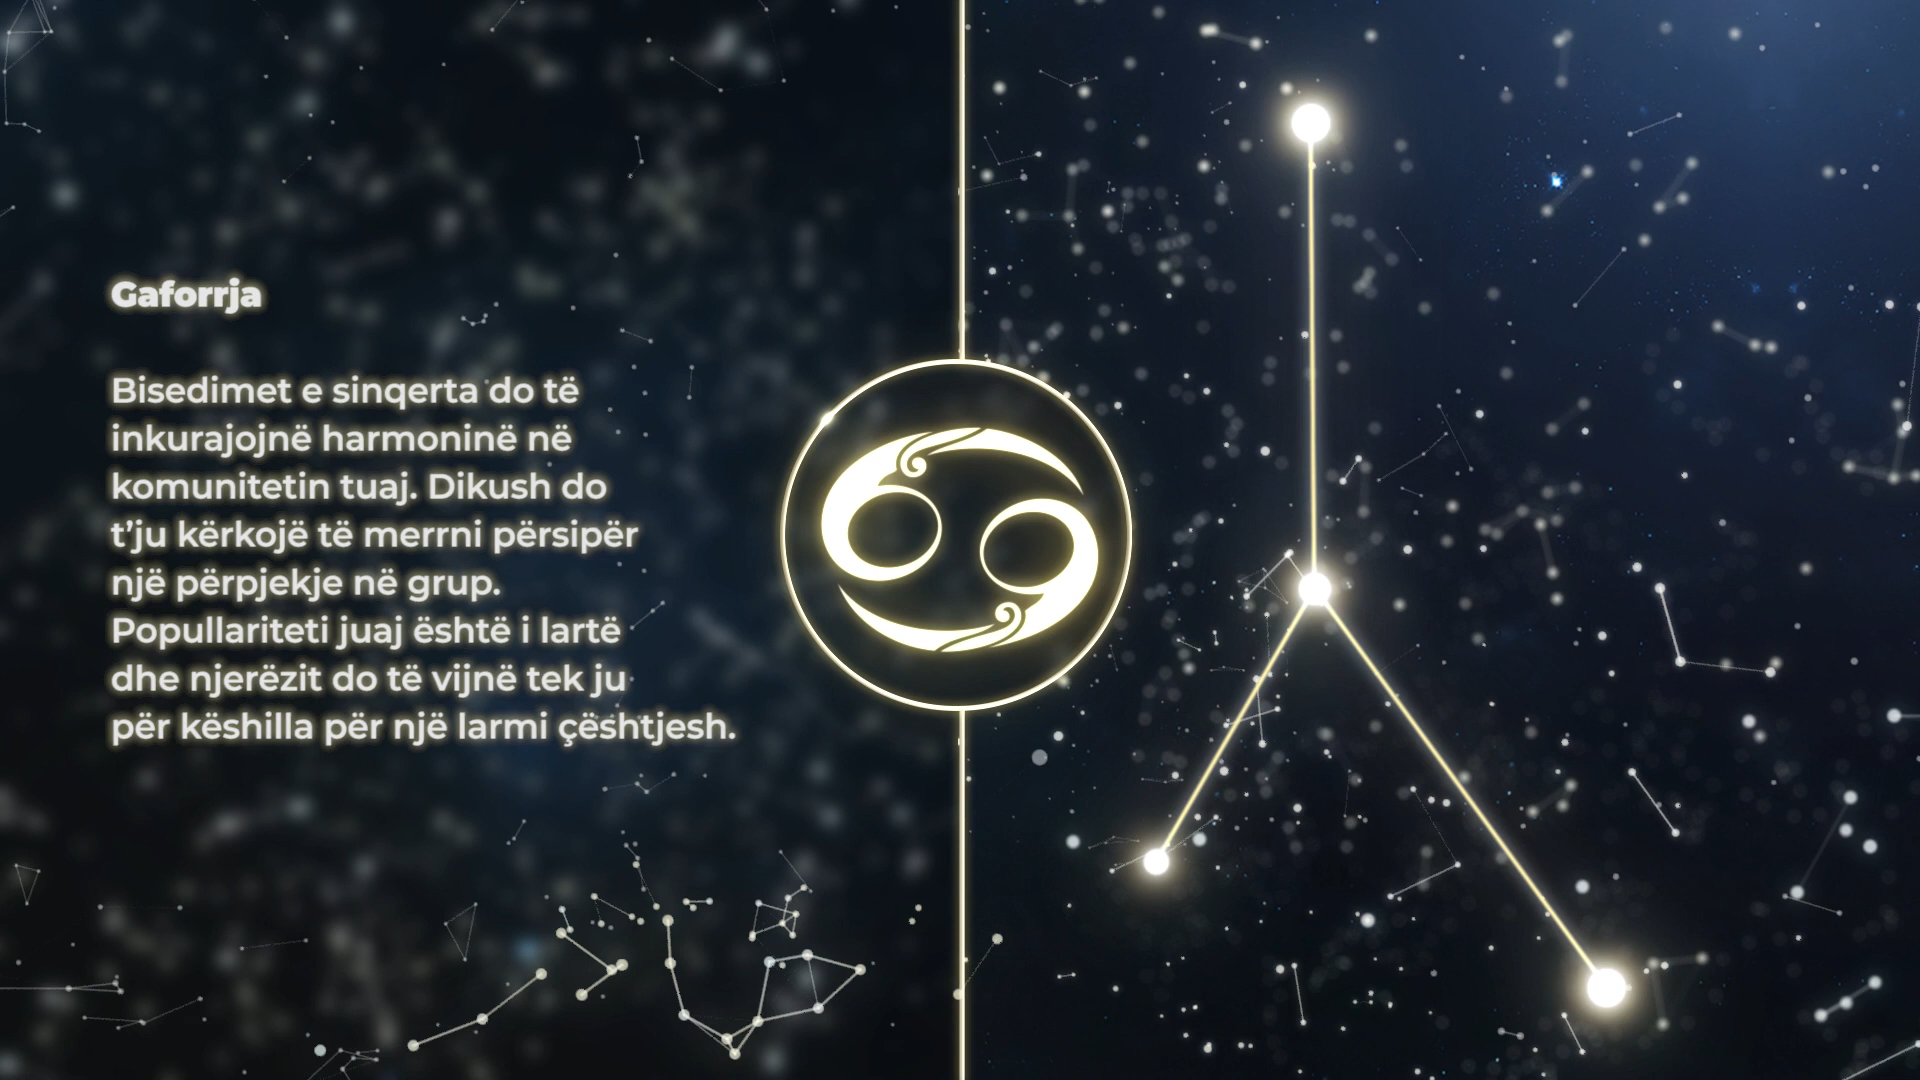 Gaforrja
Bisedimet e sinqerta do të
inkurajojnë harmoninë në
komunitetin tuaj. Dikush do
t’ju kërkojë të merrni përsipër
një përpjekje në grup.
Popullariteti juaj është i lartë
dhe njerëzit do të vijnë tek ju
për këshilla për një larmi çështjesh.